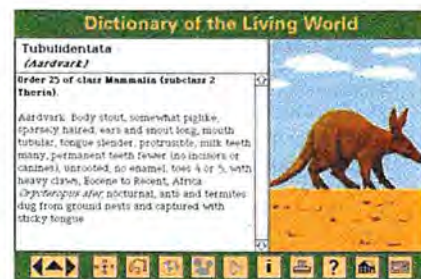 Dictionary of the Living World
Tubulidentata
(Aardvark)
Order 25 of class Mammalia (subclass 2
Theria).
Aardvark. Body stout, somewhat piglike,
sparsely haired, ears and snout long, mouth
tubular, tongue slender, protrusible, milk teeth
many, permanent teeth fewer (no incisors or
canines), unrooted, no enamel, toes 4 or 5, with
heavy claws, Eocene to Recent, Africa
Orycteropus afer, nocturnal, ants and termites
dug from ground nests and captured with
sticky tongue
i
?